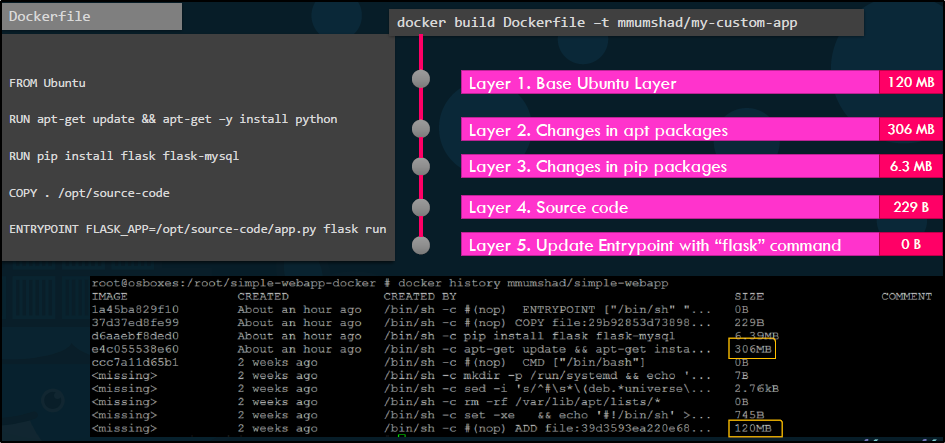 Dockerfile
docker build Dockerfile –t mmumshad/my-custom-app
FROM Ubuntu
RUN apt-get update && apt-get –y install python
RUN pip install flask flask-mysql
COPY . /opt/source-code
ENTRYPOINT FLASK_APP=/opt/source-code/app.py flask run
Layer 1. Base Ubuntu Layer 120 MB
Layer 2. Changes in apt packages 306 MB
Layer 3. Changes in pip packages 6.3 MB
Layer 4. Source code 229 B
Layer 5. Update Entrypoint with “flask” command 0 B
root@osboxes:/root/simple-webapp-docker # docker history mmumshad/simple-webapp
IMAGE CREATED CREATED BY SIZE COMMENT
1a45ba829f10 About an hour ago /bin/sh -c #(nop) ENTRYPOINT ["/bin/sh" "... 0B
37d37ed8fe99 About an hour ago /bin/sh -c #(nop) COPY file:29b92853d73898... 229B
d6aaebf8ded0 About an hour ago /bin/sh -c pip install flask flask-mysql 6.39MB
e4c055538e60 About an hour ago /bin/sh -c apt-get update && apt-get insta... 306MB
ccc7a11d65b1 2 weeks ago /bin/sh -c #(nop) CMD ["/bin/bash"] 0B
<missing> 2 weeks ago /bin/sh -c mkdir -p /run/systemd && echo '... 7B
<missing> 2 weeks ago /bin/sh -c sed -i 's/^#\s*\(deb.*universe\... 2.76kB
<missing> 2 weeks ago /bin/sh -c rm -rf /var/lib/apt/lists/* 0B
<missing> 2 weeks ago /bin/sh -c set -xe && echo '#!/bin/sh' >... 745B
<missing> 2 weeks ago /bin/sh -c #(nop) ADD file:39d3593ea220e68... 120MB